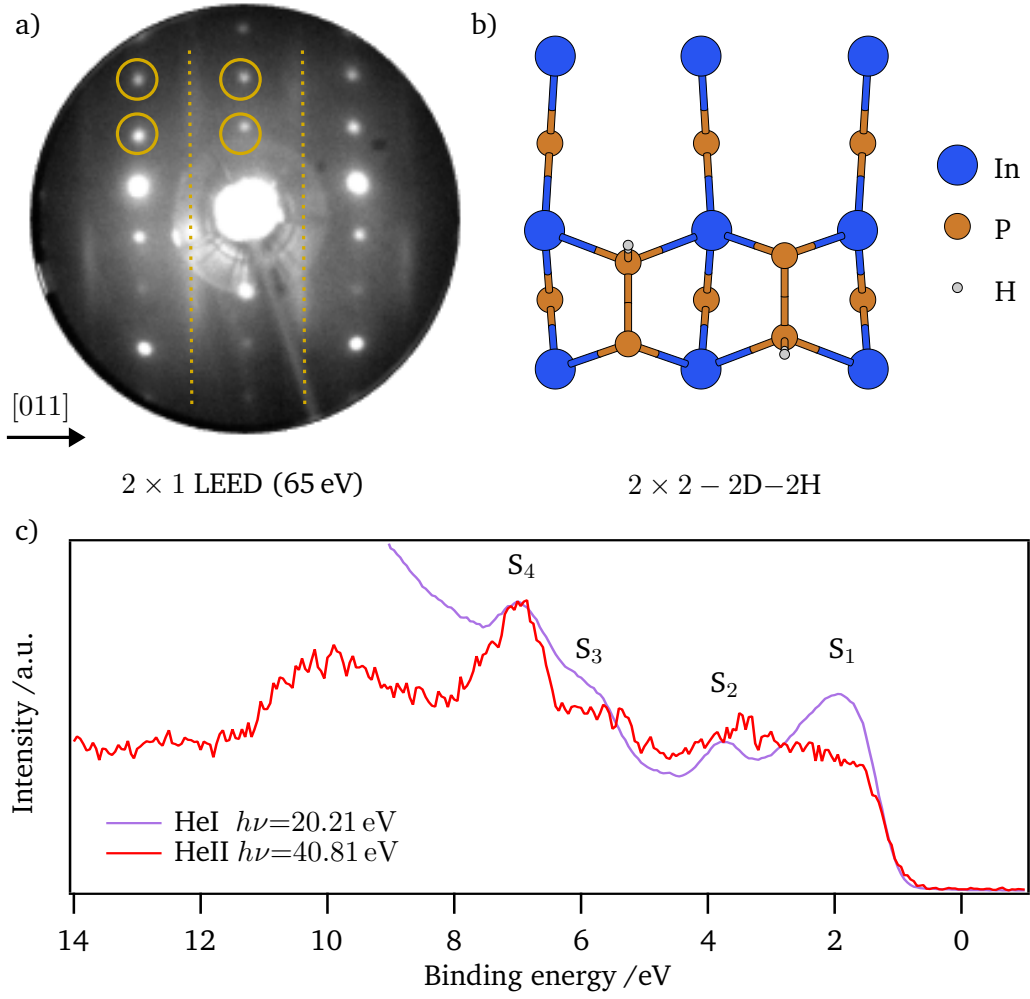 a)
[011]
2 × 1 LEED (65 eV)
b)
In
P
H
2 × 2 − 2D−2H
c)
Intensity /a.u.
S₄
S₃
S₂
S₁
HeI hν=20.21 eV
HeII hν=40.81 eV
14 12 10 8 6 4 2 0
Binding energy /eV